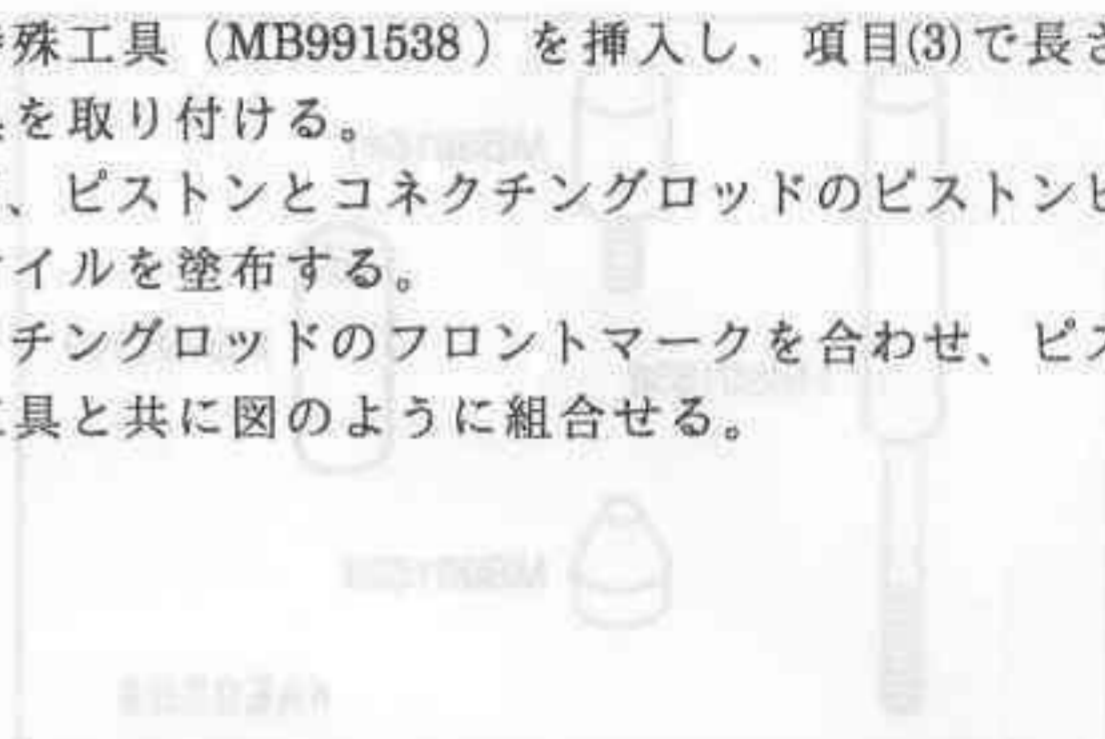 殊工具（MB991538）を挿入し、項目(3)で長さ
を取り付ける。
、ピストンとコネクチングロッドのピストンピ
イルを塗布する。
チングロッドのフロントマークを合わせ、ピス
具と共に図のように組合せる。